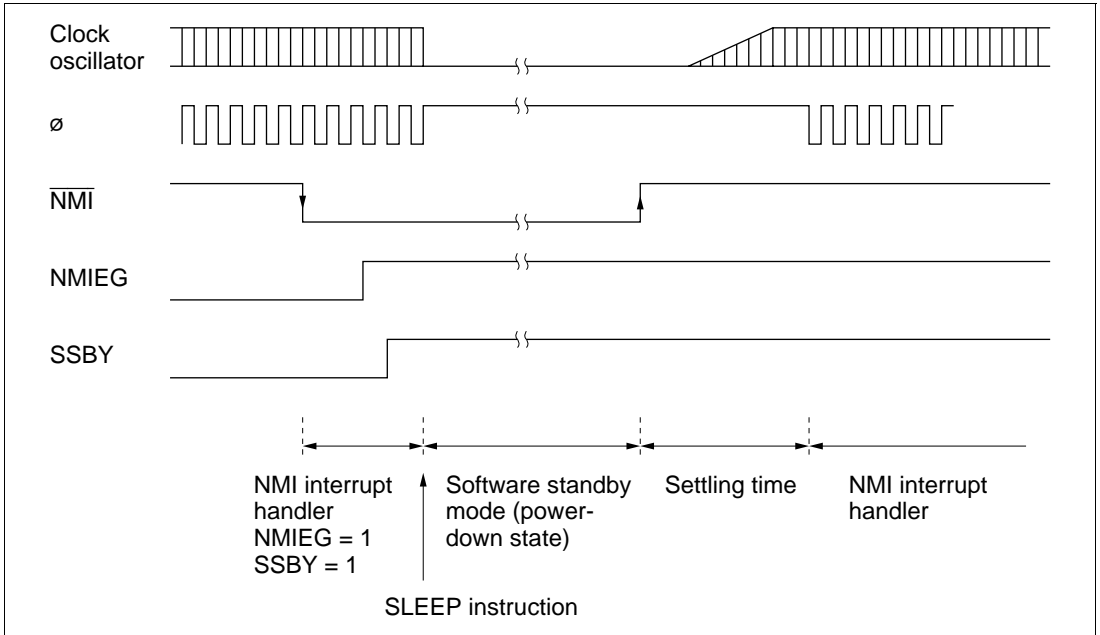 Clock
oscillator
ø
NMI
NMIEG
SSBY
NMI interrupt
handler
NMIEG = 1
SSBY = 1
Software standby
mode (power-
down state)
Settling time
NMI interrupt
handler
SLEEP instruction